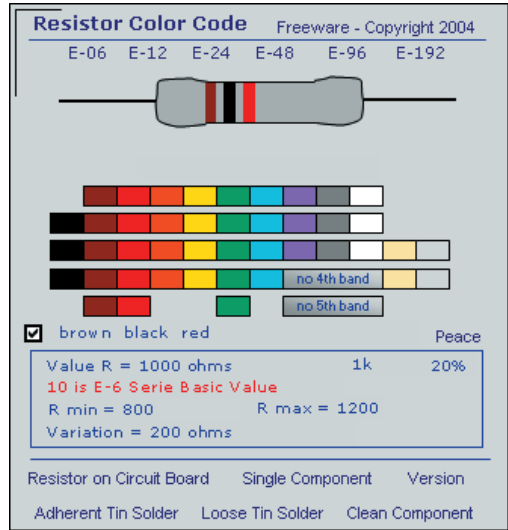 Resistor Color Code Freeware - Copyright 2004
E-06 E-12 E-24 E-48 E-96 E-192
no 4th band
no 5th band
brown black red Peace
Value R = 1000 ohms 1k 20%
10 is E-6 Serie Basic Value
R min = 800 R max = 1200
Variation = 200 ohms
Resistor on Circuit Board Single Component Version
Adherent Tin Solder Loose Tin Solder Clean Component